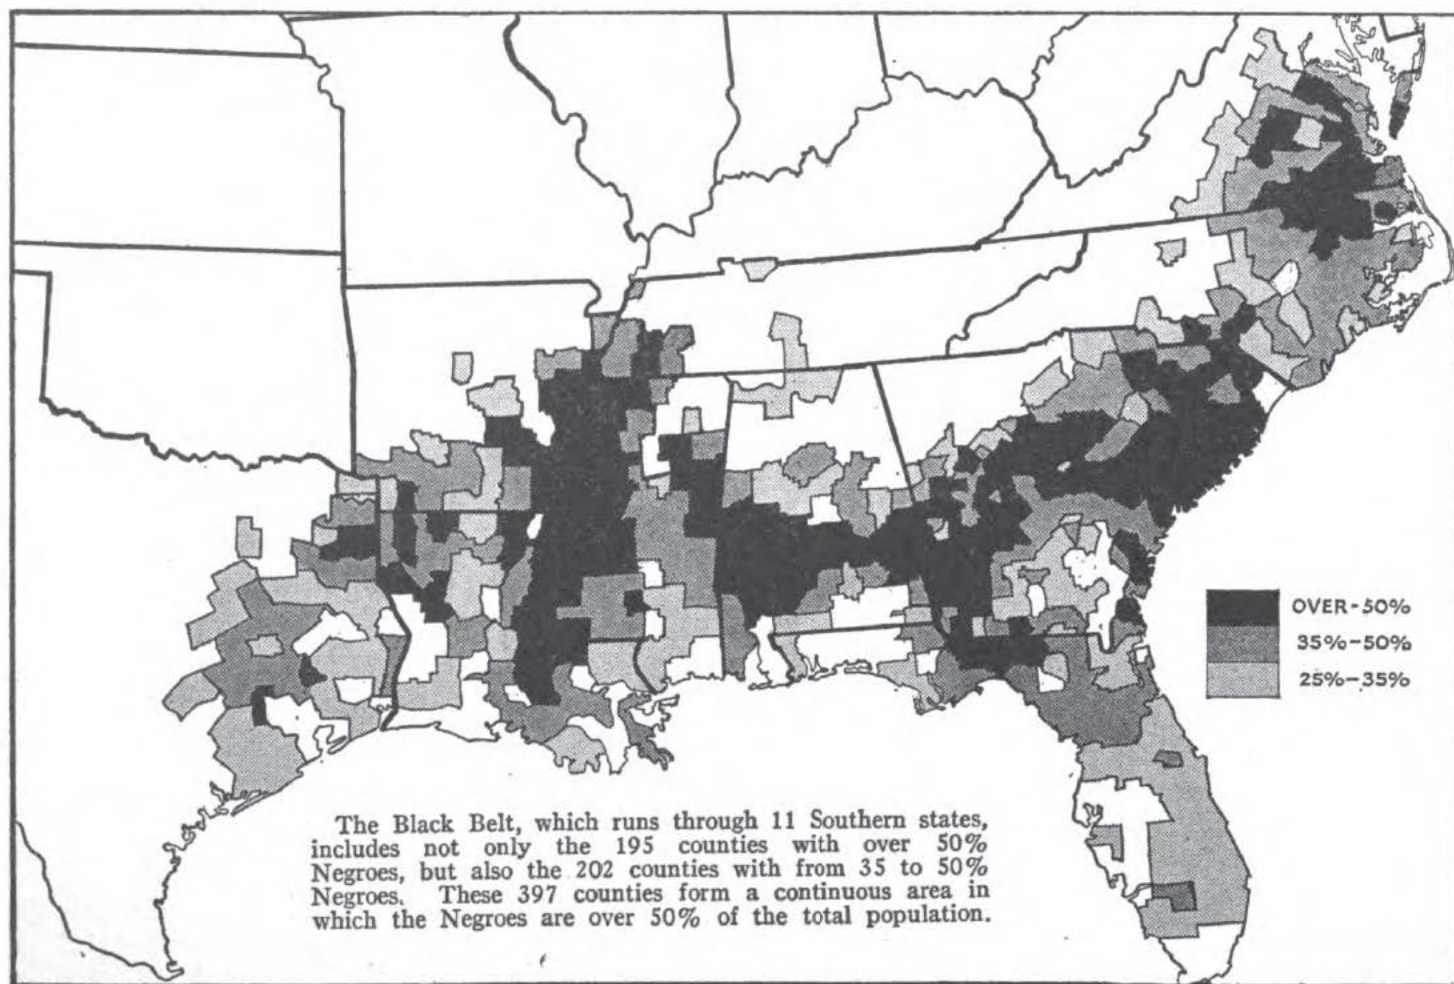 OVER-50%
35%-50%
25%-35%
The Black Belt, which runs through 11 Southern states,
includes not only the 195 counties with over 50%
Negroes, but also the 202 counties with from 35 to 50%
Negroes. These 397 counties form a continuous area in
which the Negroes are over 50% of the total population.